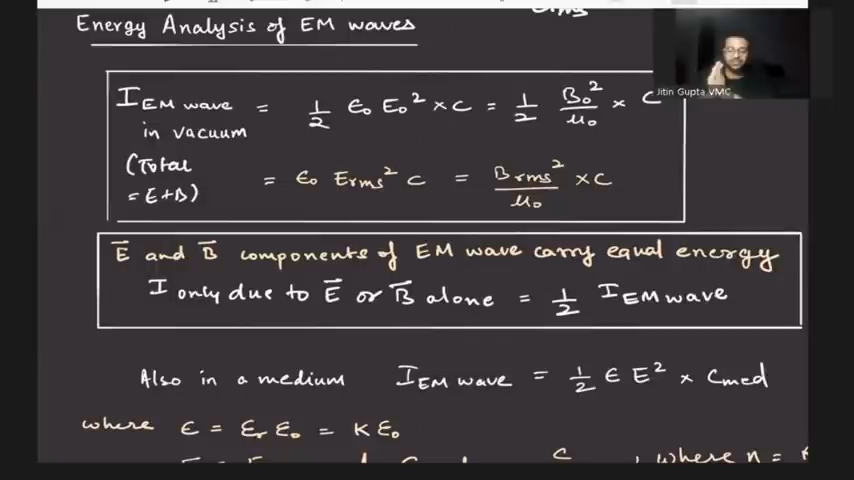 Energy Analysis of EM waves
Erms
Jitin Gupta VMC
I EM wave = 1/2 ϵ₀ E₀² × C = 1/2 B₀²/μ₀ × C
in vacuum
(Total = E+B) = ϵ₀ Erms² C = Brms²/μ₀ × C
E⃗ and B⃗ components of EM wave carry equal energy
I only due to E⃗ or B⃗ alone = 1/2 I EM wave
Also in a medium I EM wave = 1/2 ϵ E² × Cmed
where ϵ = ϵr ϵ₀ = K ϵ₀
C , where n =